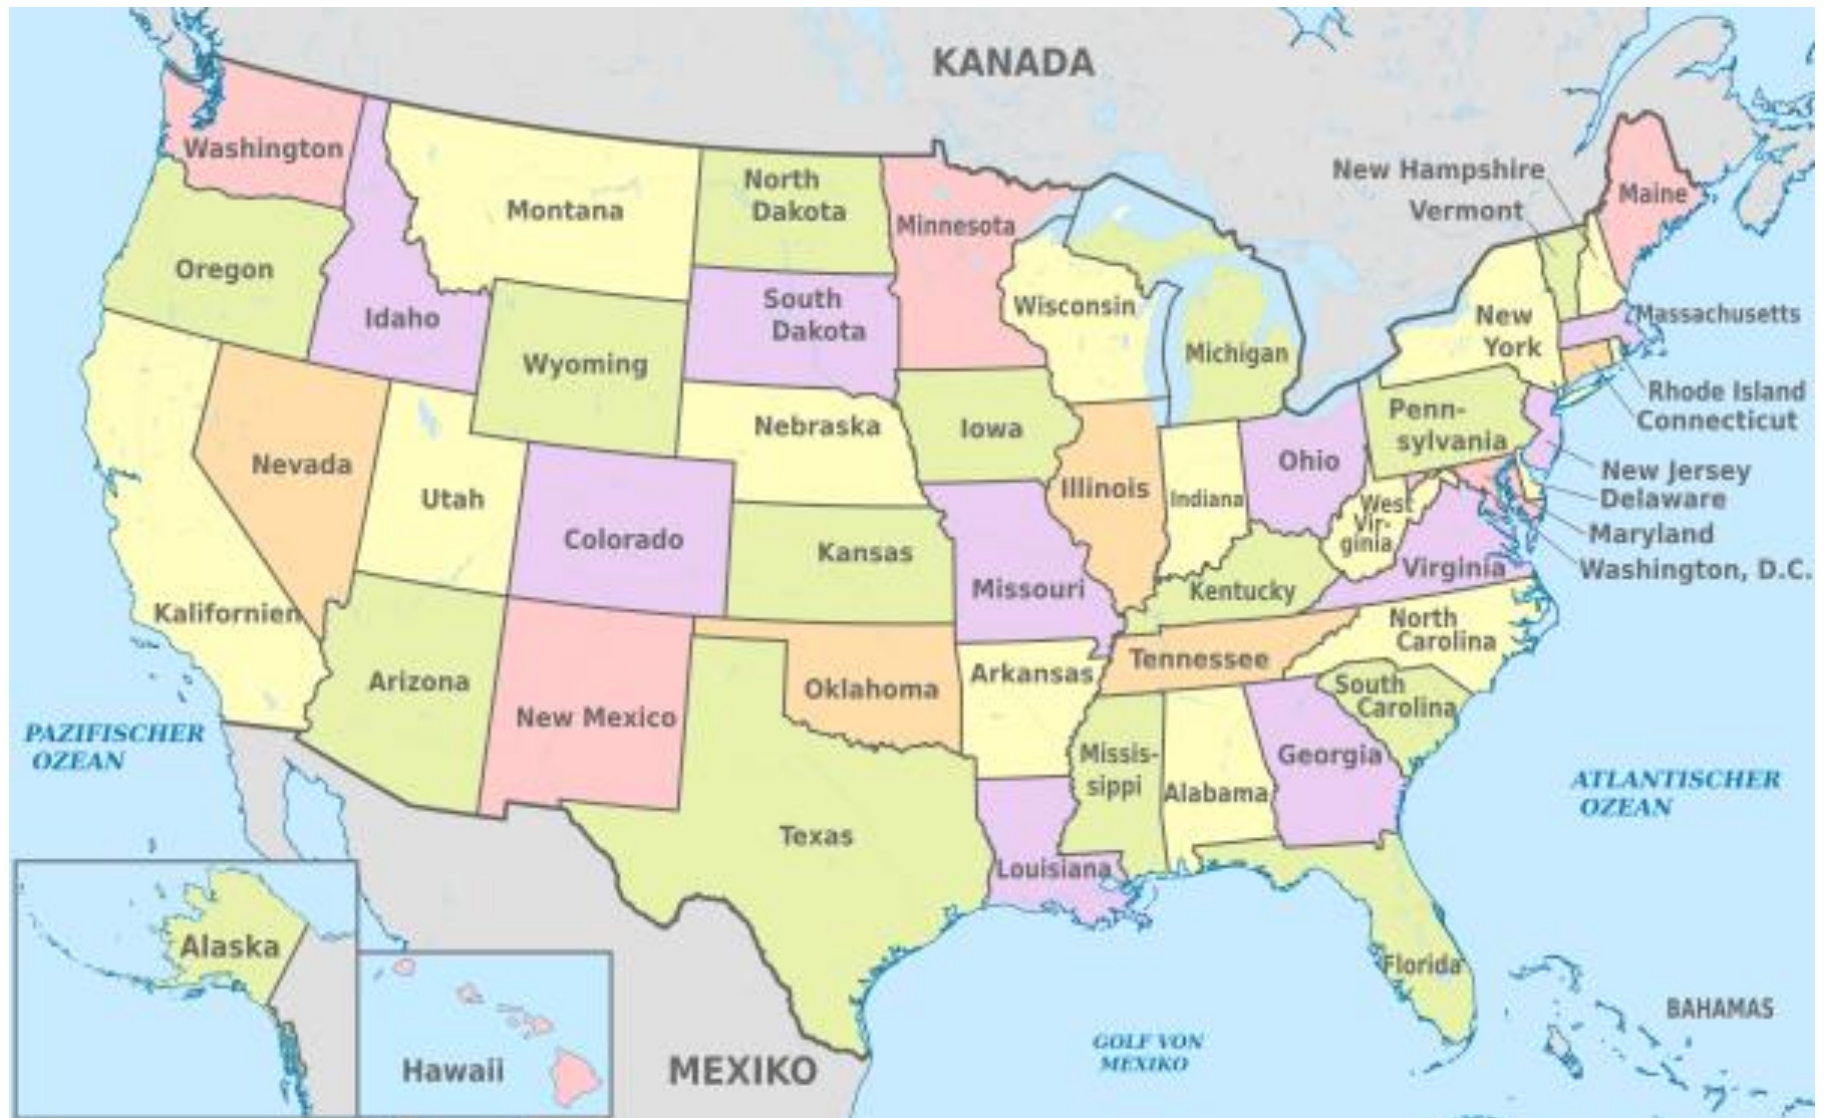 KANADA
Washington
Montana
North
Dakota
Minnesota
New Hampshire
Vermont
Maine
Oregon
Idaho
South
Dakota
Wisconsin
Michigan
New
York
Massachusetts
Wyoming
Nebraska
Iowa
Penn-
sylvania
Rhode Island
Connecticut
Nevada
Utah
Colorado
Kansas
Illinois
Indiana
Ohio
West
Vir-
ginia
New Jersey
Delaware
Maryland
Washington, D.C.
Kalifornien
Missouri
Kentucky
Virginia
Arizona
New Mexico
Oklahoma
Arkansas
Tennessee
North
Carolina
South
Carolina
PAZIFISCHER
OZEAN
Texas
Missis-
sippi
Alabama
Georgia
ATLANTISCHER
OZEAN
Louisiana
Florida
Alaska
Hawaii
MEXIKO
GOLF VON
MEXIKO
BAHAMAS